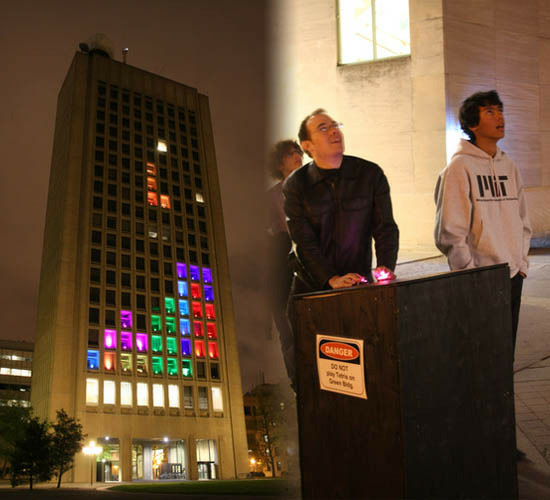 MIT
DANGER
DO NOT
play Tetris on
Green Bldg.